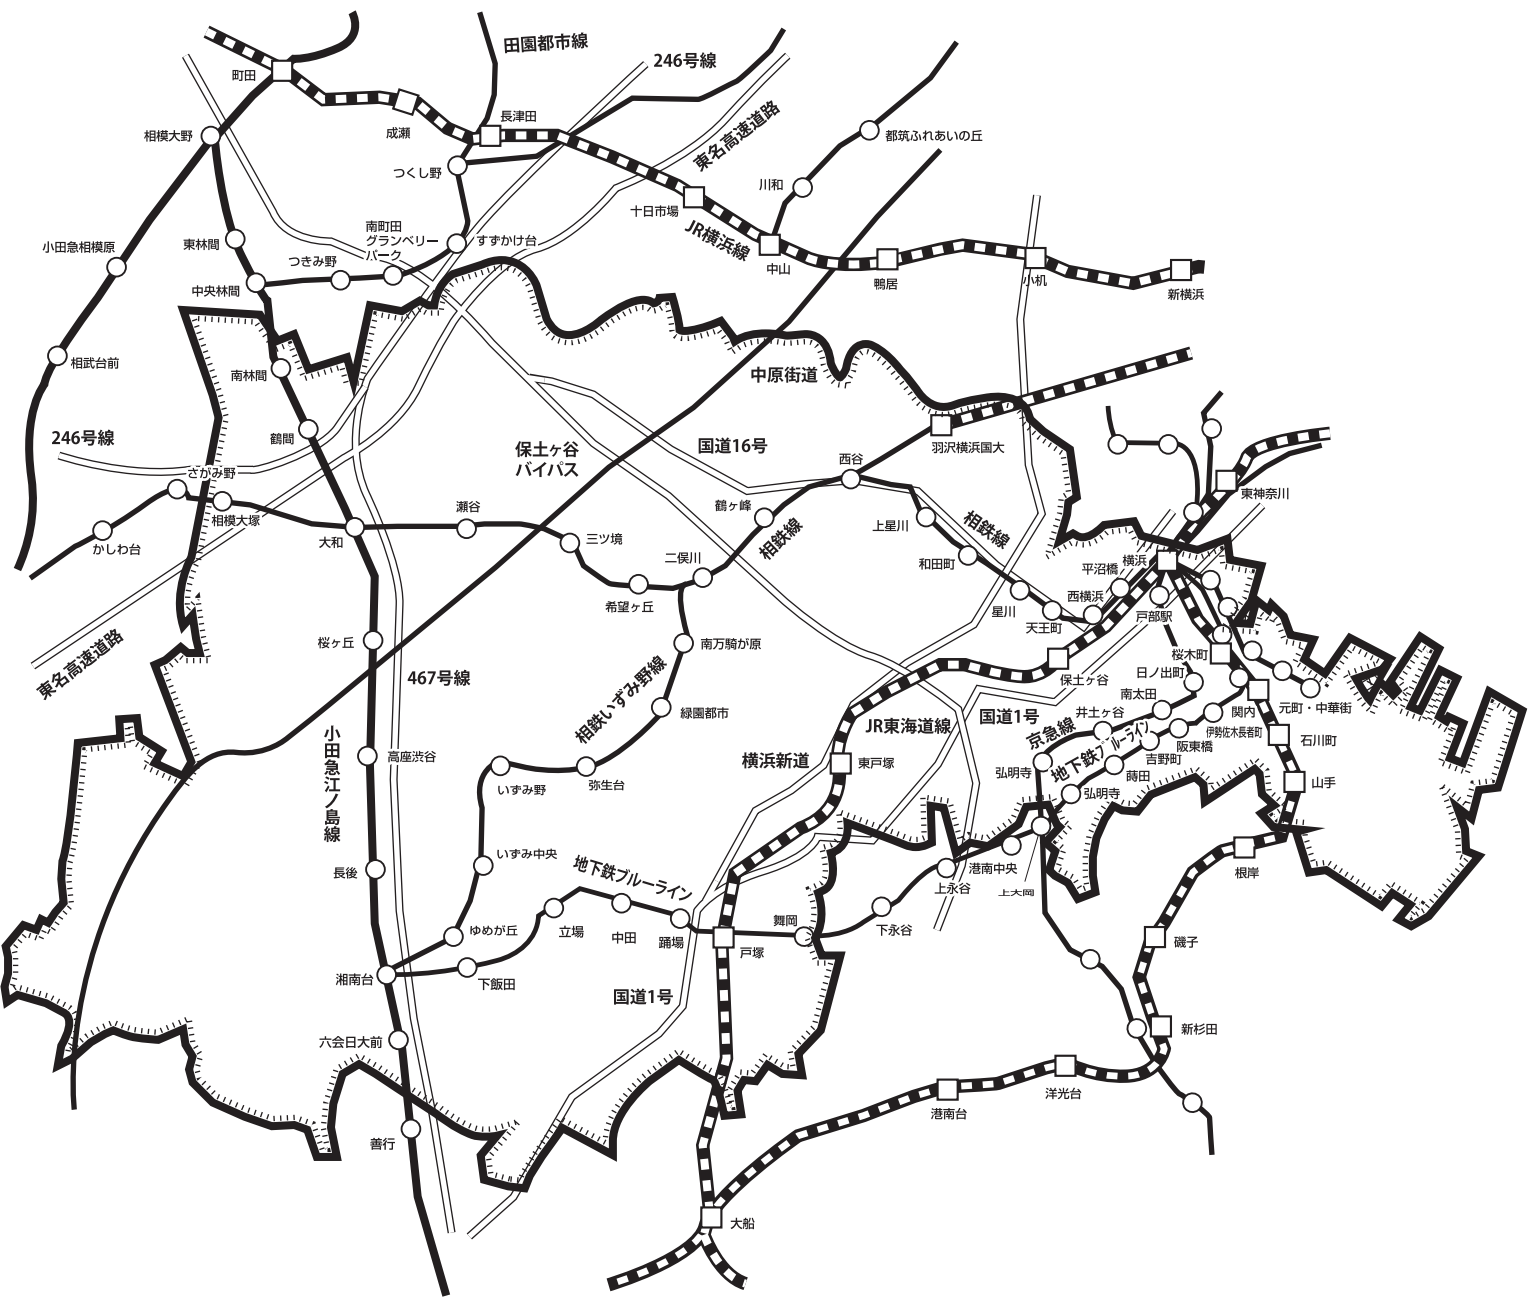 田園都市線
246号線
町田
成瀬
長津田
東名高速道路
相模大野
つくし野
都筑ふれあいの丘
川和
十日市場
JR横浜線
南町田
グランベリー
パーク
すずかけ台
小田急相模原
東林間
つきみ野
中央林間
中山
鴨居
小机
新横浜
相武台前
南林間
中原街道
246号線
鶴間
保土ヶ谷
バイパス
国道16号
羽沢横浜国大
西谷
さがみ野
相模大塚
瀬谷
鶴ヶ峰
東神奈川
かしわ台
大和
三ツ境
相鉄線
上星川
相鉄線
二俣川
和田町
平沼橋
横浜
希望ヶ丘
星川
西横浜
天王町
戸部駅
東名高速道路
桜ヶ丘
南万騎が原
桜木町
467号線
保土ヶ谷
日ノ出町
相鉄いずみ野線
南太田
緑園都市
井土ヶ谷
元町・中華街
国道1号
関内
JR東海道線
京急線
伊勢佐木長者町
石川町
小田急江ノ島線
高座渋谷
横浜新道
東戸塚
地下鉄ブルーライン
阪東橋
吉野町
弘明寺
蒔田
いずみ野
弥生台
弘明寺
山手
いずみ中央
地下鉄ブルーライン
長後
港南中央
根岸
上永谷
上大岡
ゆめが丘
立場
中田
踊場
舞岡
下永谷
戸塚
磯子
湘南台
下飯田
国道1号
新杉田
六会日大前
洋光台
港南台
善行
大船